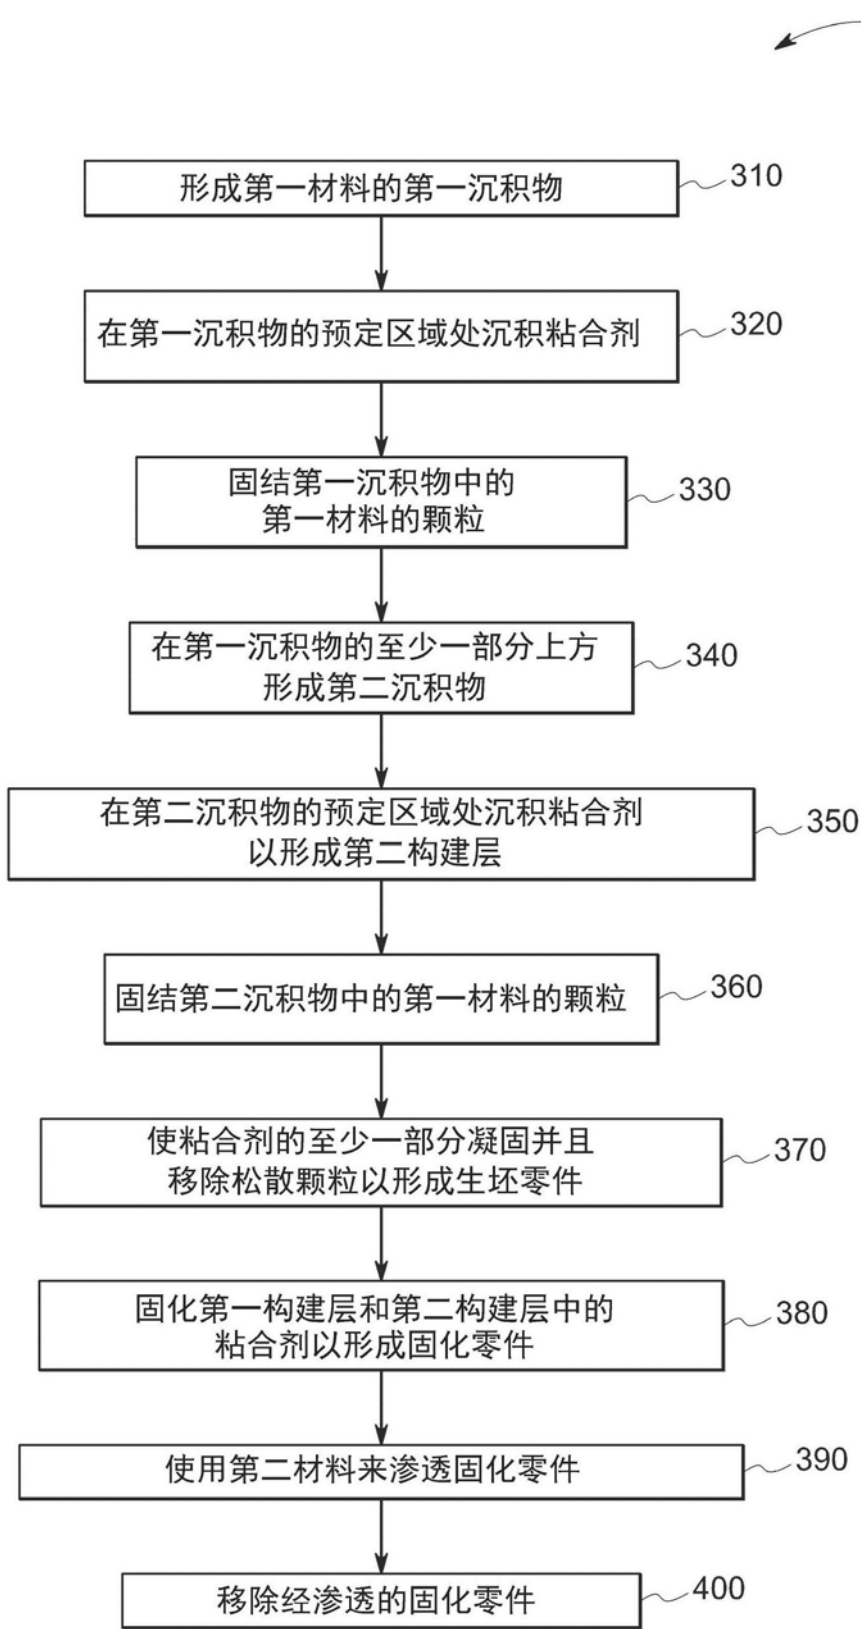 形成第一材料的第一沉积物
310
在第一沉积物的预定区域处沉积粘合剂
320
固结第一沉积物中的
第一材料的颗粒
330
在第一沉积物的至少一部分上方
形成第二沉积物
340
在第二沉积物的预定区域处沉积粘合剂
以形成第二构建层
350
固结第二沉积物中的第一材料的颗粒
360
使粘合剂的至少一部分凝固并且
移除松散颗粒以形成生坯零件
370
固化第一构建层和第二构建层中的
粘合剂以形成固化零件
380
使用第二材料来渗透固化零件
390
移除经渗透的固化零件
400